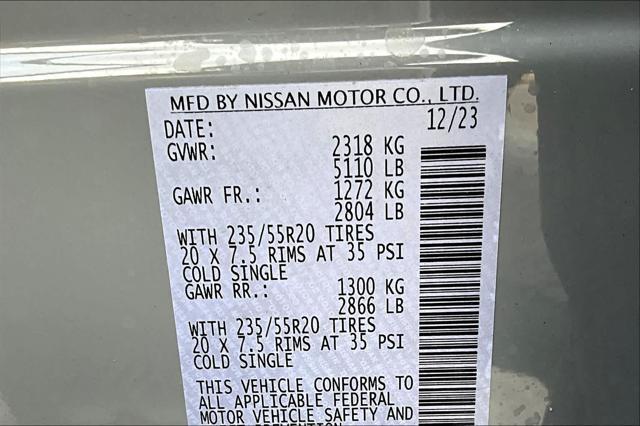 MFD BY NISSAN MOTOR CO., LTD.
DATE: 12/23
GVWR: 2318 KG
5110 LB
GAWR FR.: 1272 KG
2804 LB
WITH 235/55R20 TIRES
20 X 7.5 RIMS AT 35 PSI
COLD SINGLE
GAWR RR.: 1300 KG
2866 LB
WITH 235/55R20 TIRES
20 X 7.5 RIMS AT 35 PSI
COLD SINGLE
THIS VEHICLE CONFORMS TO
ALL APPLICABLE FEDERAL
MOTOR VEHICLE SAFETY AND